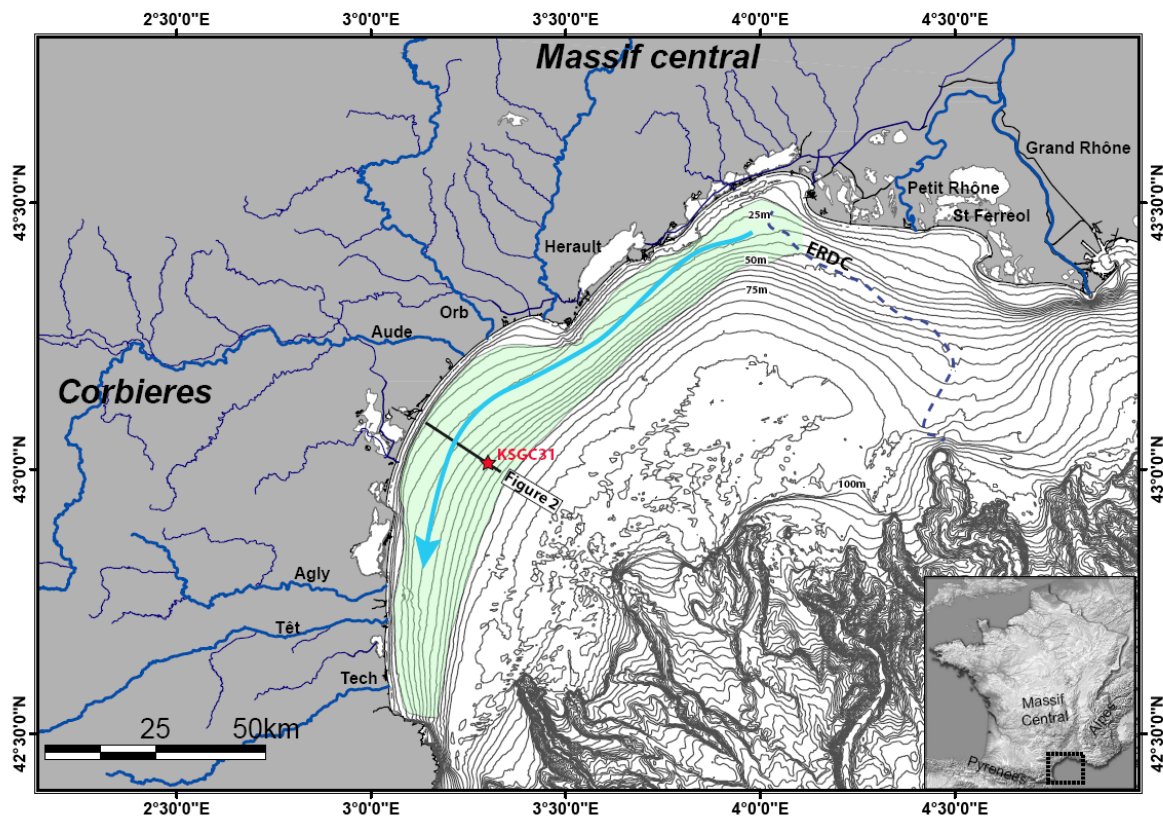 2°30'0"E 3°0'0"E 3°30'0"E 4°0'0"E 4°30'0"E
Massif central
Grand Rhône
Petit Rhône
43°30'0"N
43°30'0"N
St Ferréol
25m
Herault
ERDC
50m
75m
Orb
Aude
Corbieres
KSGC31
43°0'0"N
43°0'0"N
Figure 2
100m
Agly
Têt
Tech
25 50km
42°30'0"N
42°30'0"N
Massif
Central
Alpes
Pyrenees
2°30'0"E 3°0'0"E 3°30'0"E 4°0'0"E 4°30'0"E